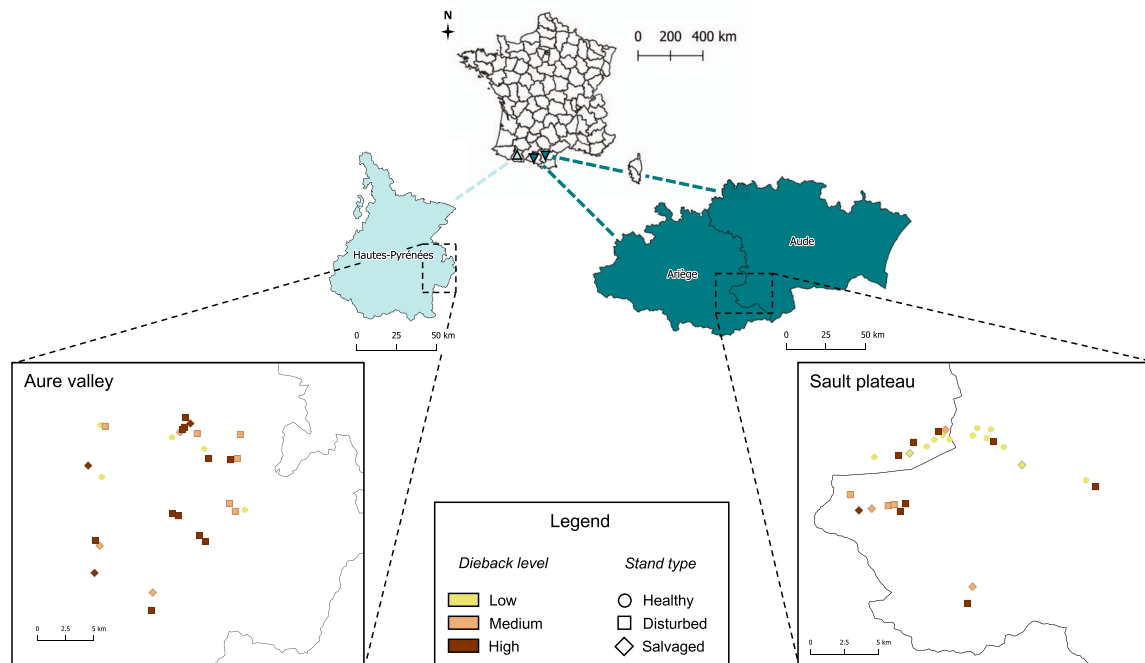 N
0 200 400 km
Hautes-Pyrénées
Aude
Ariège
0 25 50 km
0 25 50 km
Aure valley
Sault plateau
0 2.5 5 km
0 2.5 5 km
Legend
Dieback level
Stand type
Low
Healthy
Medium
Disturbed
High
Salvaged